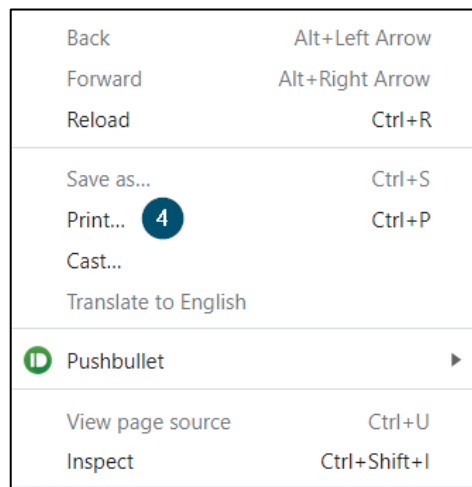 Back Alt+Left Arrow
Forward Alt+Right Arrow
Reload Ctrl+R
Save as... Ctrl+S
Print... 4 Ctrl+P
Cast...
Translate to English
Pushbullet
View page source Ctrl+U
Inspect Ctrl+Shift+I